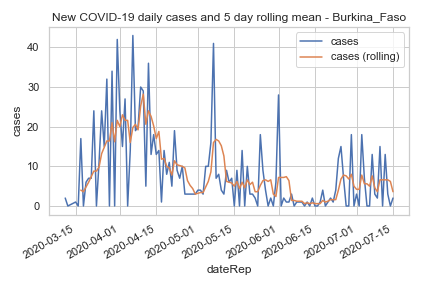 New COVID-19 daily cases and 5 day rolling mean - Burkina_Faso
cases
cases (rolling)
40
30
20
10
0
cases
2020-03-15
2020-04-01
2020-04-15
2020-05-01
2020-05-15
2020-06-01
2020-06-15
2020-07-01
2020-07-15
dateRep